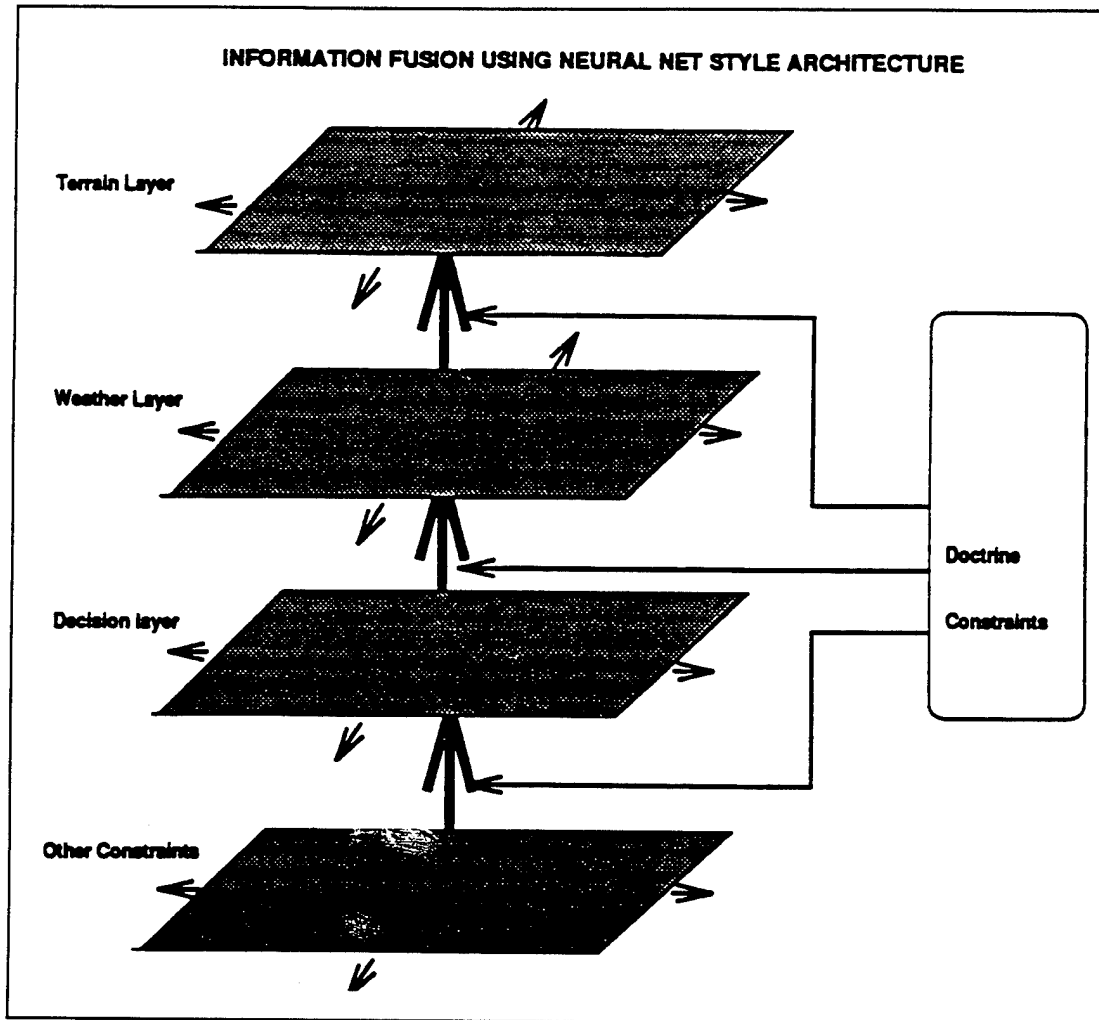 INFORMATION FUSION USING NEURAL NET STYLE ARCHITECTURE
Terrain Layer
Weather Layer
Decision layer
Other Constraints
Doctrine
Constraints